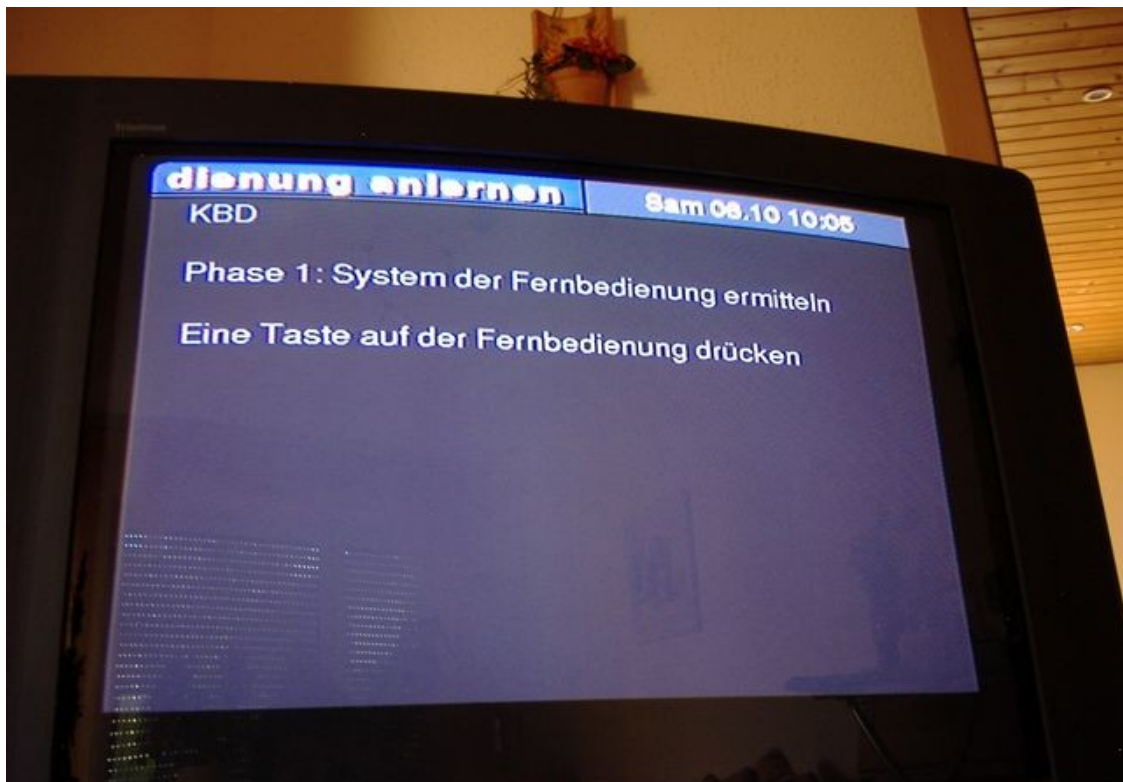 dienung anlernen
Sam 06.10 10:05
KBD
Phase 1: System der Fernbedienung ermitteln
Eine Taste auf der Fernbedienung drücken